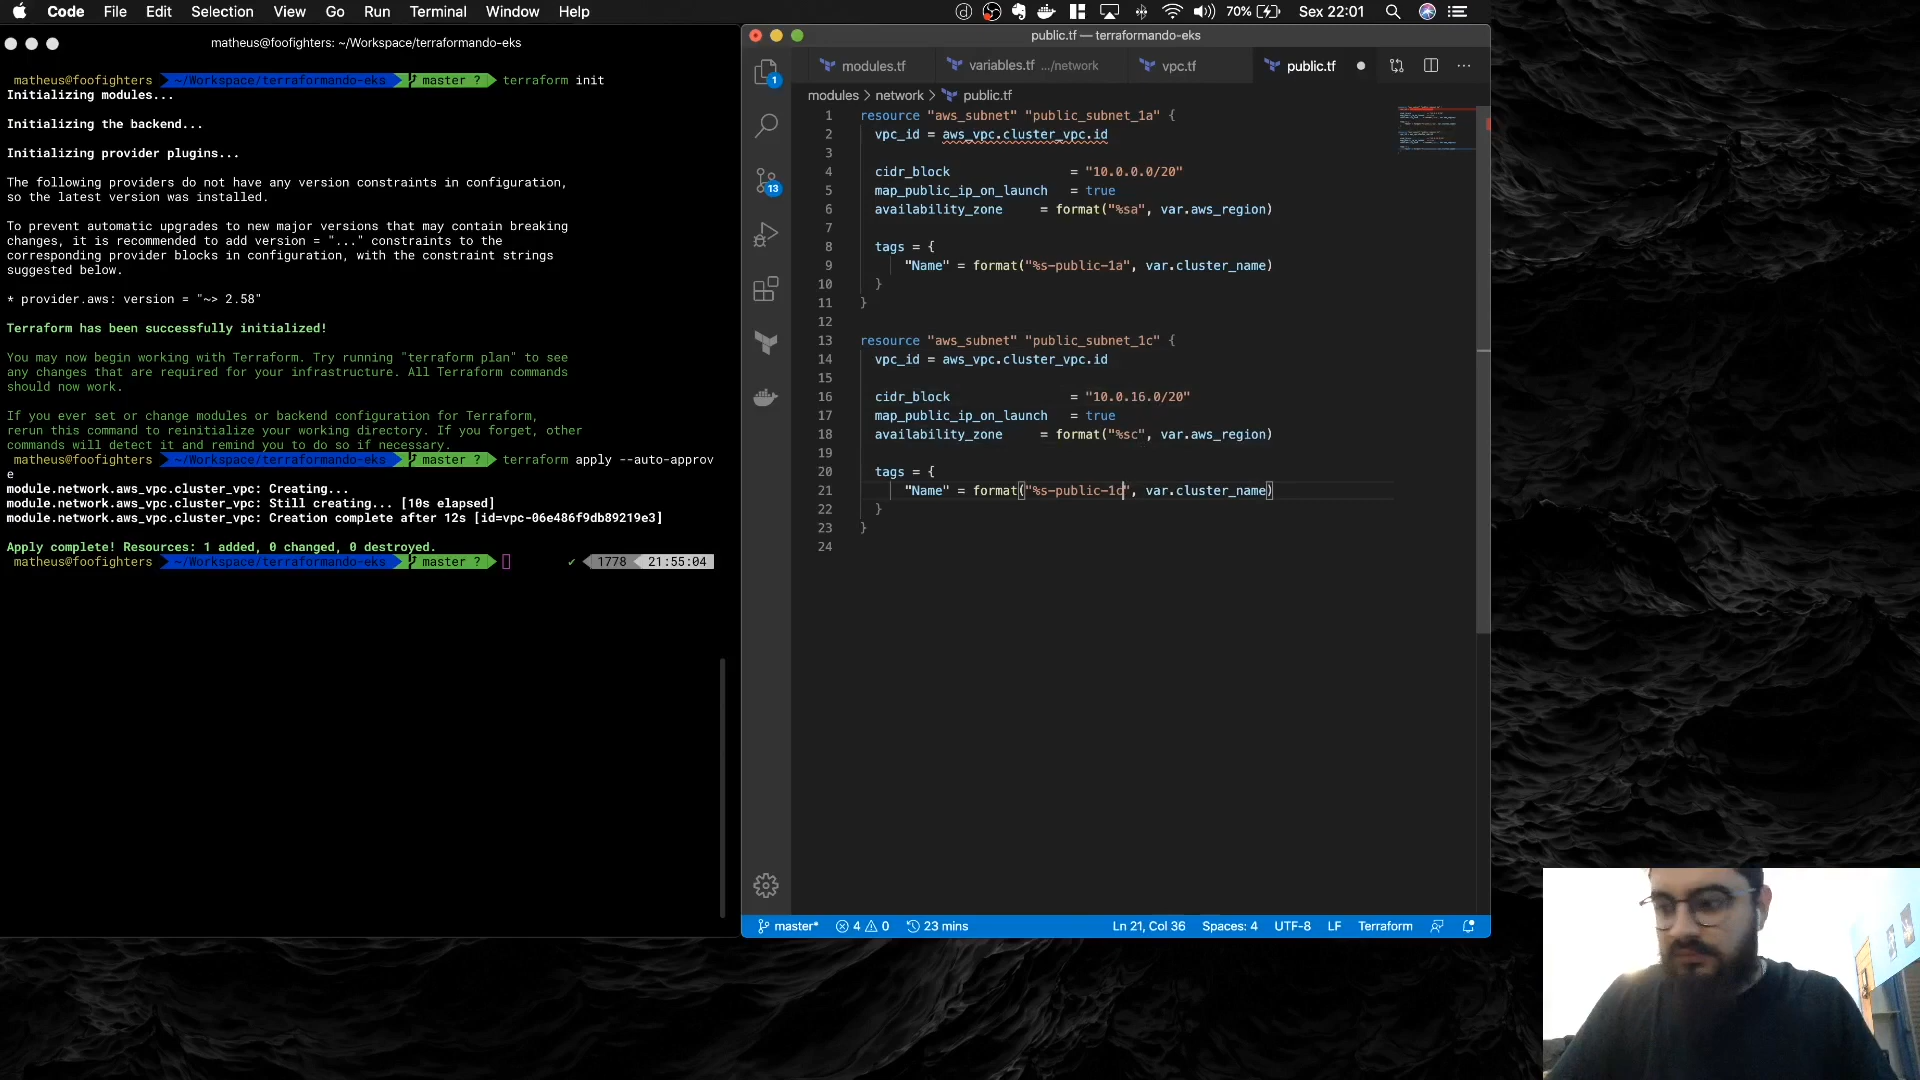 Code File Edit Selection View Go Run Terminal Window Help
70% Sex 22:01
matheus@foofighters: ~/Workspace/terraformando-eks
matheus@foofighters ~/Workspace/terraformando-eks master ? terraform init
Initializing modules...
Initializing the backend...
Initializing provider plugins...
The following providers do not have any version constraints in configuration,
so the latest version was installed.
To prevent automatic upgrades to new major versions that may contain breaking
changes, it is recommended to add version = "..." constraints to the
corresponding provider blocks in configuration, with the constraint strings
suggested below.
* provider.aws: version = "~> 2.58"
Terraform has been successfully initialized!
You may now begin working with Terraform. Try running "terraform plan" to see
any changes that are required for your infrastructure. All Terraform commands
should now work.
If you ever set or change modules or backend configuration for Terraform,
rerun this command to reinitialize your working directory. If you forget, other
commands will detect it and remind you to do so if necessary.
matheus@foofighters ~/Workspace/terraformando-eks master ? terraform apply --auto-approv
e
module.network.aws_vpc.cluster_vpc: Creating...
module.network.aws_vpc.cluster_vpc: Still creating... [10s elapsed]
module.network.aws_vpc.cluster_vpc: Creation complete after 12s [id=vpc-06e486f9db89219e3]
Apply complete! Resources: 1 added, 0 changed, 0 destroyed.
matheus@foofighters ~/Workspace/terraformando-eks master ? ✔ 1778 21:55:04
public.tf — terraformando-eks
modules.tf variables.tf .../network vpc.tf public.tf
modules > network > public.tf
1
13
1 resource "aws_subnet" "public_subnet_1a" {
2 vpc_id = aws_vpc.cluster_vpc.id
3
4 cidr_block = "10.0.0.0/20"
5 map_public_ip_on_launch = true
6 availability_zone = format("%sa", var.aws_region)
7
8 tags = {
9 "Name" = format("%s-public-1a", var.cluster_name)
10 }
11 }
12
13 resource "aws_subnet" "public_subnet_1c" {
14 vpc_id = aws_vpc.cluster_vpc.id
15
16 cidr_block = "10.0.16.0/20"
17 map_public_ip_on_launch = true
18 availability_zone = format("%sc", var.aws_region)
19
20 tags = {
21 "Name" = format("%s-public-1c", var.cluster_name)
22 }
23 }
24
master* 4 0 23 mins Ln 21, Col 36 Spaces: 4 UTF-8 LF Terraform